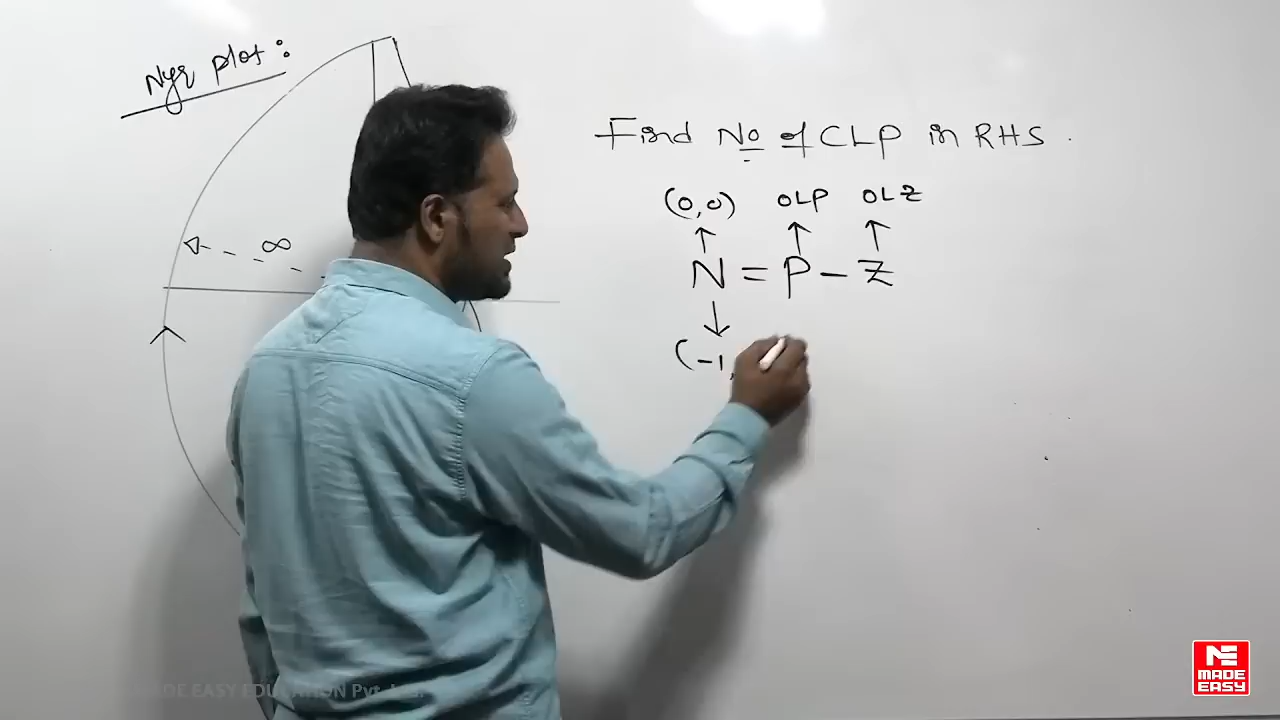 Nyq plot:
∞
Find No of CLP in RHS.
(0,0) OLP OLZ
N = P - Z
(-1,
MADE EASY EDUCATION Pvt. Ltd.
ME
MADE
EASY